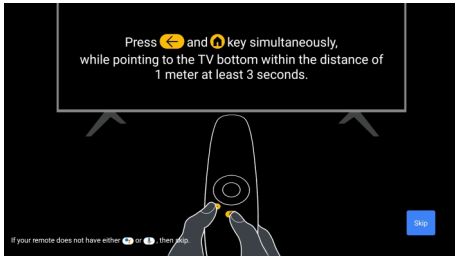 Press and key simultaneously,
while pointing to the TV bottom within the distance of
1 meter at least 3 seconds.
Skip
If your remote does not have either or , then skip.